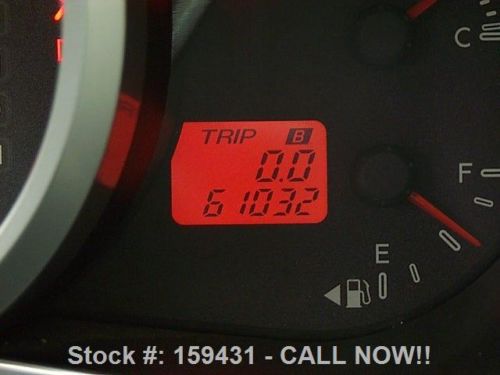 C
TRIP B
0.0
61032
F
E
Stock #: 159431 - CALL NOW!!